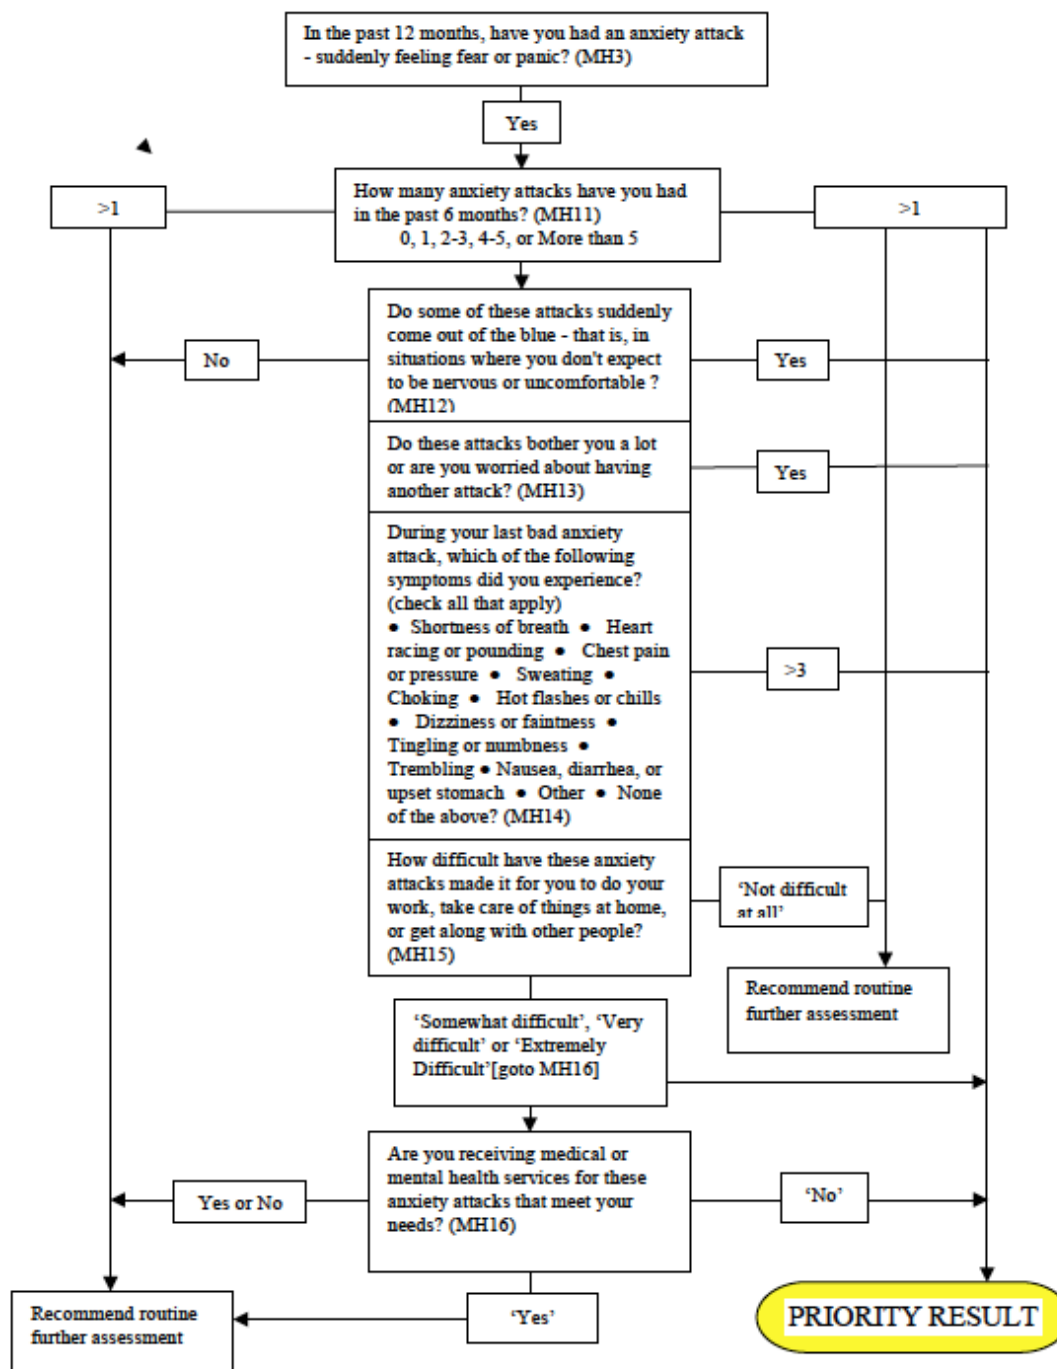 In the past 12 months, have you had an anxiety attack
- suddenly feeling fear or panic? (MH3)
Yes
>1
How many anxiety attacks have you had
in the past 6 months? (MH11)
0, 1, 2-3, 4-5, or More than 5
>1
Do some of these attacks suddenly
come out of the blue - that is, in
situations where you don't expect
to be nervous or uncomfortable ?
(MH12)
No
Yes
Do these attacks bother you a lot
or are you worried about having
another attack? (MH13)
Yes
During your last bad anxiety
attack, which of the following
symptoms did you experience?
(check all that apply)
● Shortness of breath ● Heart
racing or pounding ● Chest pain
or pressure ● Sweating ●
Choking ● Hot flashes or chills
● Dizziness or faintness ●
Tingling or numbness ●
Trembling ● Nausea, diarrhea, or
upset stomach ● Other ● None
of the above? (MH14)
>3
How difficult have these anxiety
attacks made it for you to do your
work, take care of things at home,
or get along with other people?
(MH15)
‘Not difficult
at all’
Recommend routine
further assessment
‘Somewhat difficult’, ‘Very
difficult’ or ‘Extremely
Difficult’[goto MH16]
Are you receiving medical or
mental health services for these
anxiety attacks that meet your
needs? (MH16)
Yes or No
‘No’
Recommend routine
further assessment
‘Yes’
PRIORITY RESULT